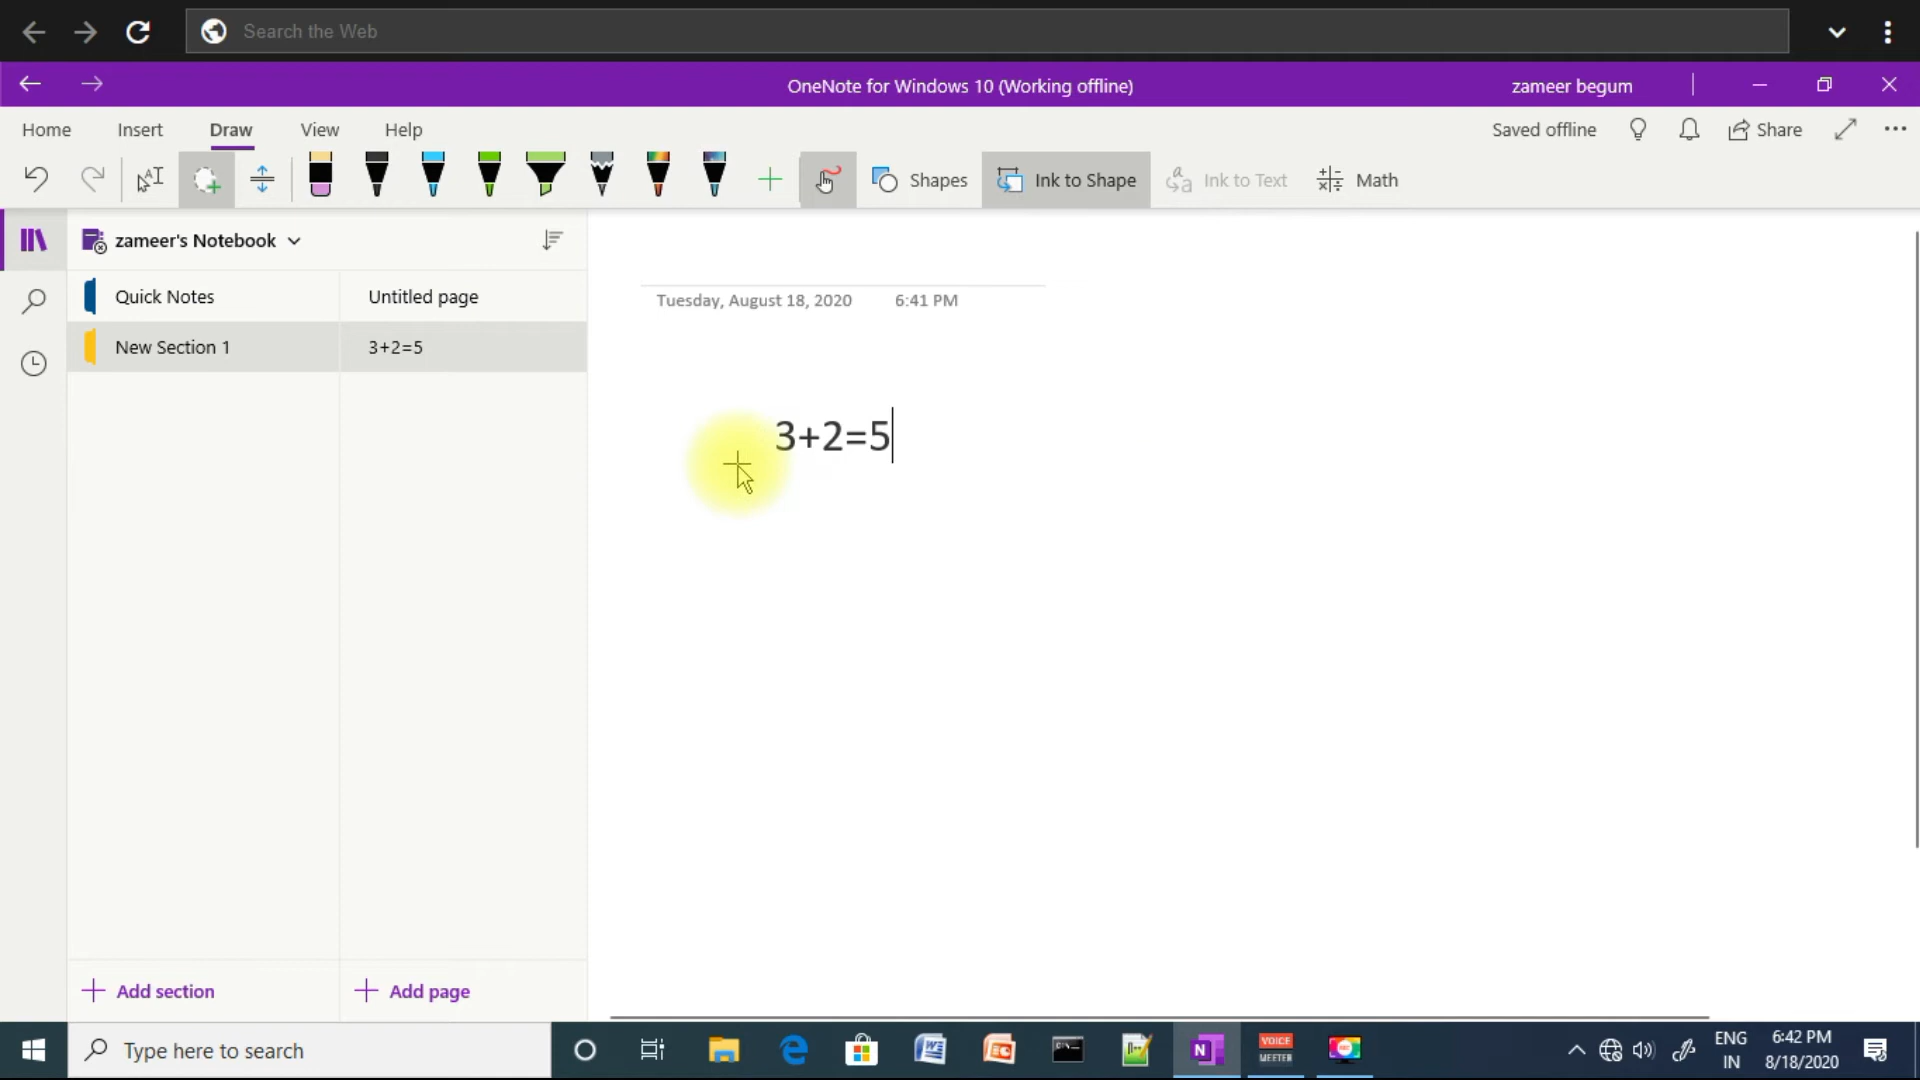 Search the Web
OneNote for Windows 10 (Working offline)
zameer begum
Home Insert Draw View Help
Saved offline
Share
Shapes
Ink to Shape
Ink to Text
Math
zameer's Notebook
Quick Notes
Untitled page
New Section 1
3+2=5
Tuesday, August 18, 2020 6:41 PM
3+2=5
Add section
Add page
Type here to search
VOICE
MEETER
ENG
IN
6:42 PM
8/18/2020